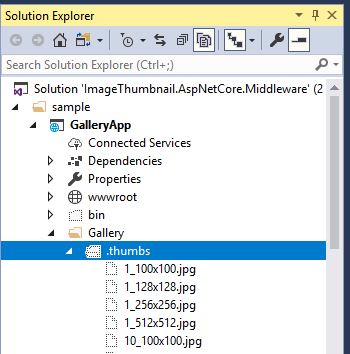 Solution Explorer
Search Solution Explorer (Ctrl+;)
Solution 'ImageThumbnail.AspNetCore.Middleware' (2
sample
GalleryApp
Connected Services
Dependencies
Properties
wwwroot
bin
Gallery
.thumbs
1_100x100.jpg
1_128x128.jpg
1_256x256.jpg
1_512x512.jpg
10_100x100.jpg